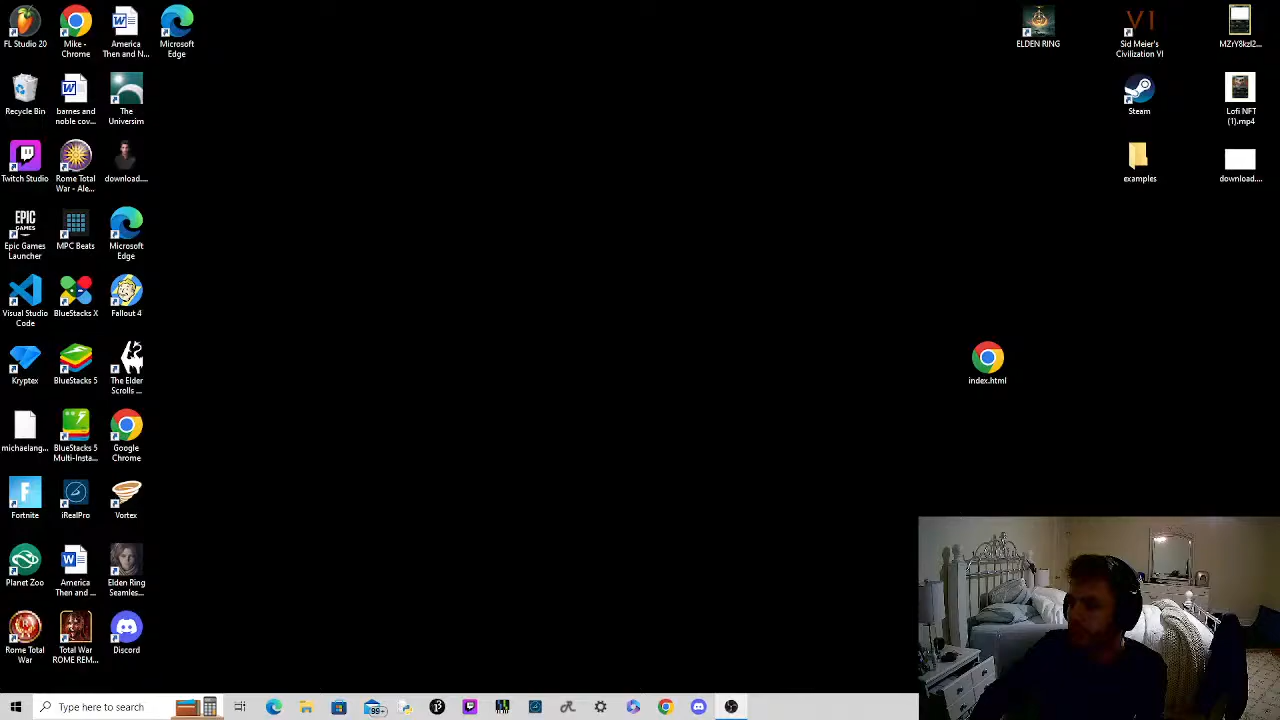 FL Studio 20
Mike - Chrome
America Then and N...
Microsoft Edge
ELDEN RING
VI
Sid Meier's Civilization VI
MZrY8kzl2...
Recycle Bin
barnes and noble cov...
The Universim
Steam
Lofi NFT (1).mp4
Twitch Studio
Rome Total War - Ale...
download....
examples
download....
EPIC GAMES
Epic Games Launcher
MPC Beats
Microsoft Edge
Visual Studio Code
BlueStacks X
Fallout 4
Kryptex
BlueStacks 5
The Elder Scrolls ...
index.html
michaelang...
BlueStacks 5 Multi-Insta...
Google Chrome
Fortnite
iRealPro
Vortex
Planet Zoo
America Then and ...
Elden Ring Seamles...
Rome Total War
Total War ROME REM...
Discord
Type here to search
99+